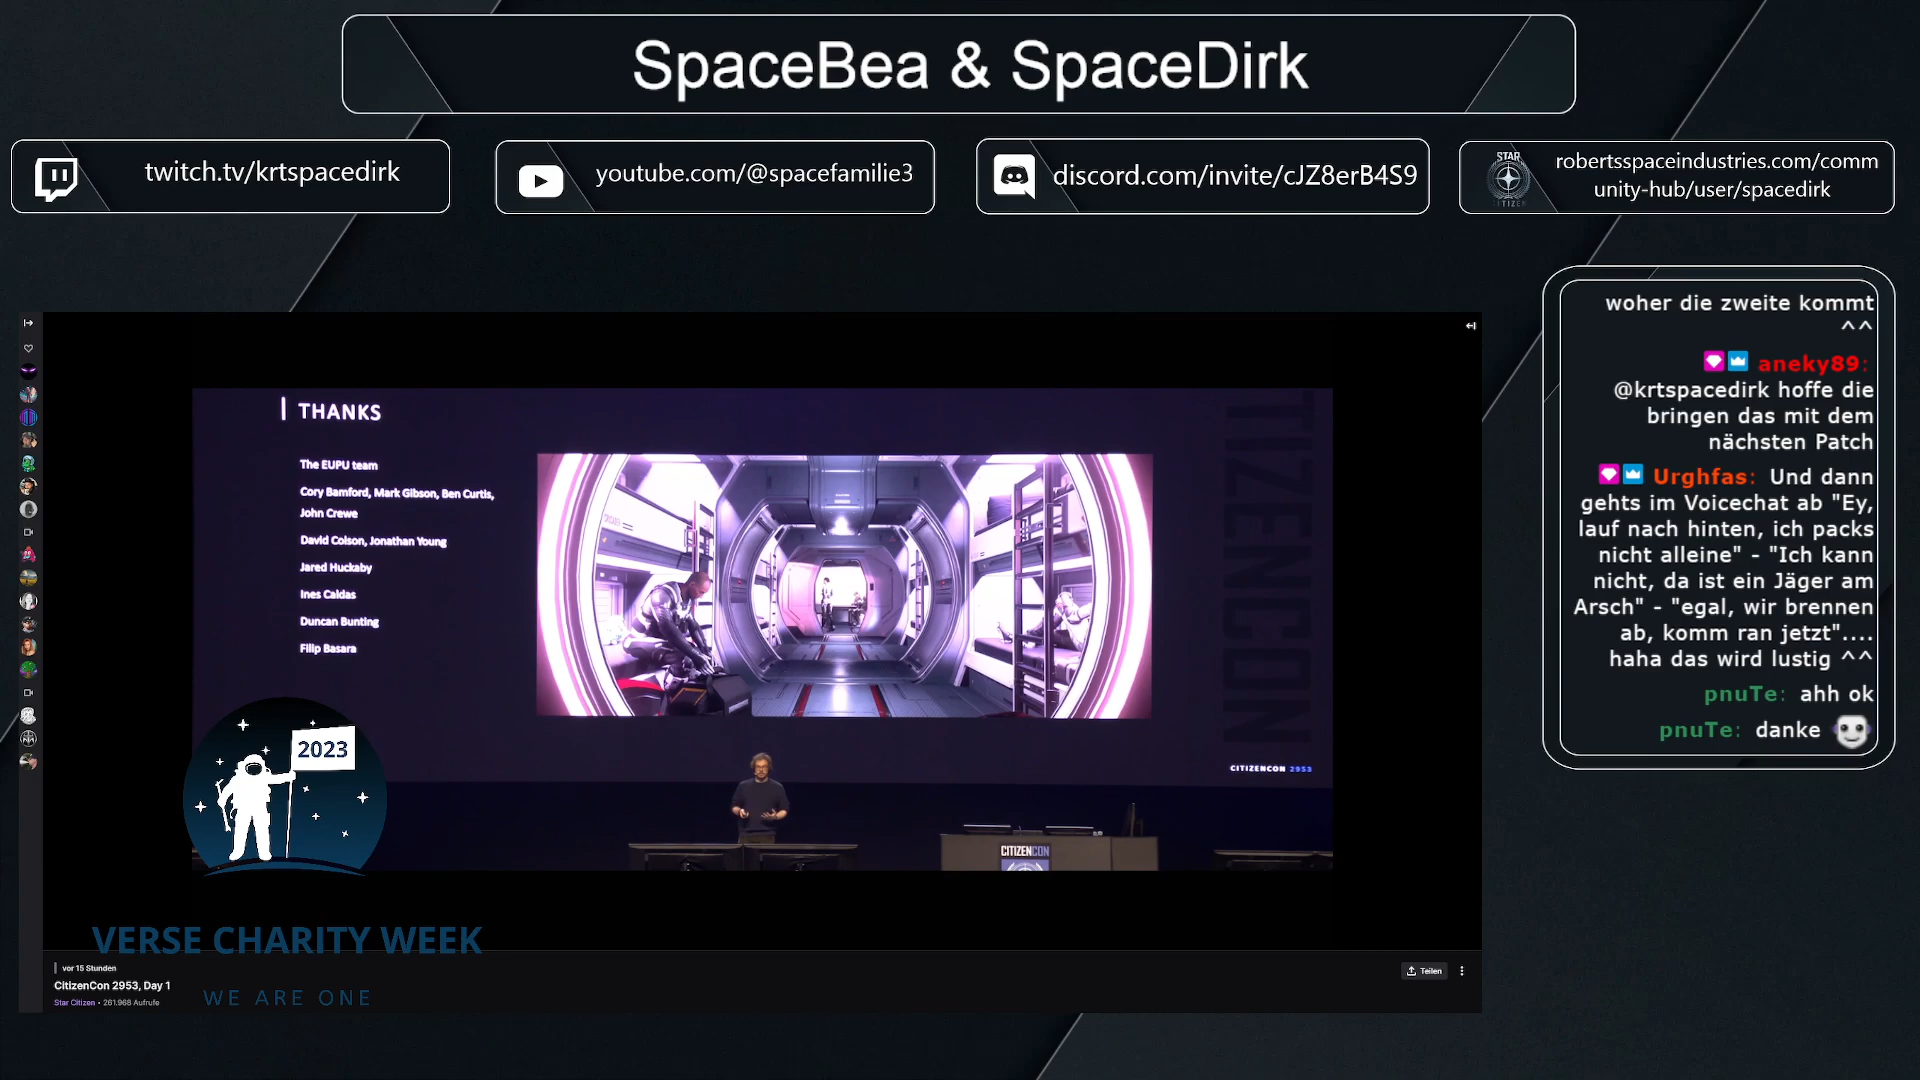 SpaceBea & SpaceDirk
twitch.tv/krtspacedirk
youtube.com/@spacefamilie3
discord.com/invite/cJZ8erB4S9
STAR
CITIZEN
robertsspaceindustries.com/comm
unity-hub/user/spacedirk
THANKS
The EUPU team
Cory Bamford, Mark Gibson, Ben Curtis,
John Crewe
David Colson, Jonathan Young
Jared Huckaby
Ines Caldas
Duncan Bunting
Filip Basara
TIZENCON
CITIZENCON 2953
CITIZENCON
2023
VERSE CHARITY WEEK
WE ARE ONE
vor 15 Stunden
CitizenCon 2953, Day 1
Star Citizen • 261.968 Aufrufe
Teilen
woher die zweite kommt
^^
aneky89:
@krtspacedirk hoffe die
bringen das mit dem
nächsten Patch
Urghfas: Und dann
gehts im Voicechat ab "Ey,
lauf nach hinten, ich packs
nicht alleine" - "Ich kann
nicht, da ist ein Jäger am
Arsch" - "egal, wir brennen
ab, komm ran jetzt"....
haha das wird lustig ^^
pnuTe: ahh ok
pnuTe: danke